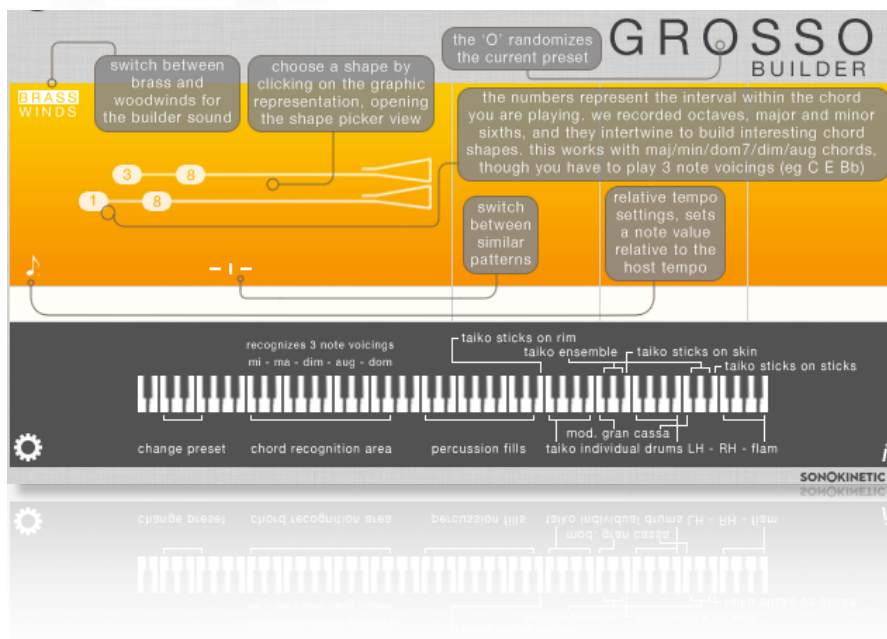 GROSSO
BUILDER
the 'O' randomizes
the current preset
switch between
brass and
woodwinds for
the builder sound
choose a shape by
clicking on the graphic
representation, opening
the shape picker view
BRASS
WINDS
the numbers represent the interval within the chord
you are playing. we recorded octaves, major and minor
sixths, and they intertwine to build interesting chord
shapes. this works with maj/min/dom7/dim/aug chords,
though you have to play 3 note voicings (eg C E Bb)
3 8
1 8
switch
between
similar
patterns
relative tempo
settings, sets
a note value
relative to the
host tempo
recognizes 3 note voicings
mi - ma - dim - aug - dom
taiko sticks on rim
taiko ensemble
taiko sticks on skin
taiko sticks on sticks
mod. gran cassa
change preset
chord recognition area
percussion fills
taiko individual drums LH - RH - flam
SONOKINETIC